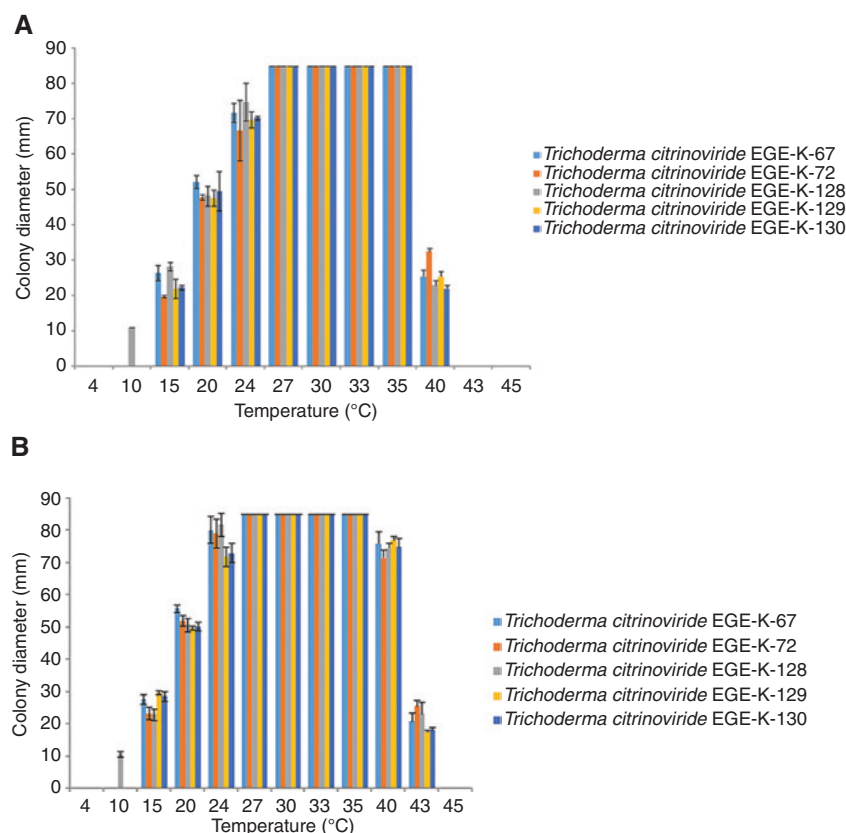 A
90
80
70
60
50
40
30
20
10
0
Colony diameter (mm)
4 10 15 20 24 27 30 33 35 40 43 45
Temperature (°C)
Trichoderma citrinoviride EGE-K-67
Trichoderma citrinoviride EGE-K-72
Trichoderma citrinoviride EGE-K-128
Trichoderma citrinoviride EGE-K-129
Trichoderma citrinoviride EGE-K-130
B
90
80
70
60
50
40
30
20
10
0
Colony diameter (mm)
4 10 15 20 24 27 30 33 35 40 43 45
Temperature (°C)
Trichoderma citrinoviride EGE-K-67
Trichoderma citrinoviride EGE-K-72
Trichoderma citrinoviride EGE-K-128
Trichoderma citrinoviride EGE-K-129
Trichoderma citrinoviride EGE-K-130